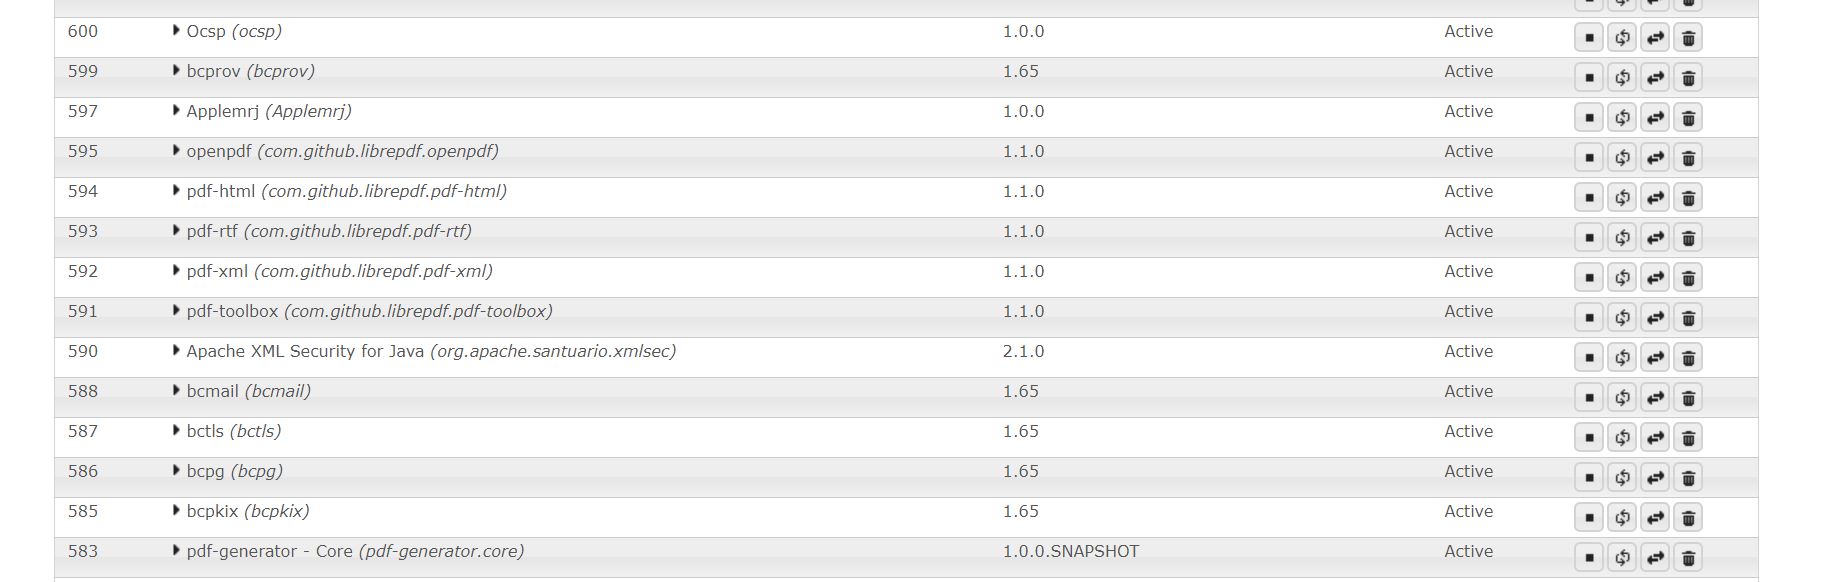 600 Ocsp (ocsp) 1.0.0 Active
599 bcprov (bcprov) 1.65 Active
597 Applemrj (Applemrj) 1.0.0 Active
595 openpdf (com.github.librepdf.openpdf) 1.1.0 Active
594 pdf-html (com.github.librepdf.pdf-html) 1.1.0 Active
593 pdf-rtf (com.github.librepdf.pdf-rtf) 1.1.0 Active
592 pdf-xml (com.github.librepdf.pdf-xml) 1.1.0 Active
591 pdf-toolbox (com.github.librepdf.pdf-toolbox) 1.1.0 Active
590 Apache XML Security for Java (org.apache.santuario.xmlsec) 2.1.0 Active
588 bcmail (bcmail) 1.65 Active
587 bctls (bctls) 1.65 Active
586 bcpg (bcpg) 1.65 Active
585 bcpkix (bcpkix) 1.65 Active
583 pdf-generator - Core (pdf-generator.core) 1.0.0.SNAPSHOT Active